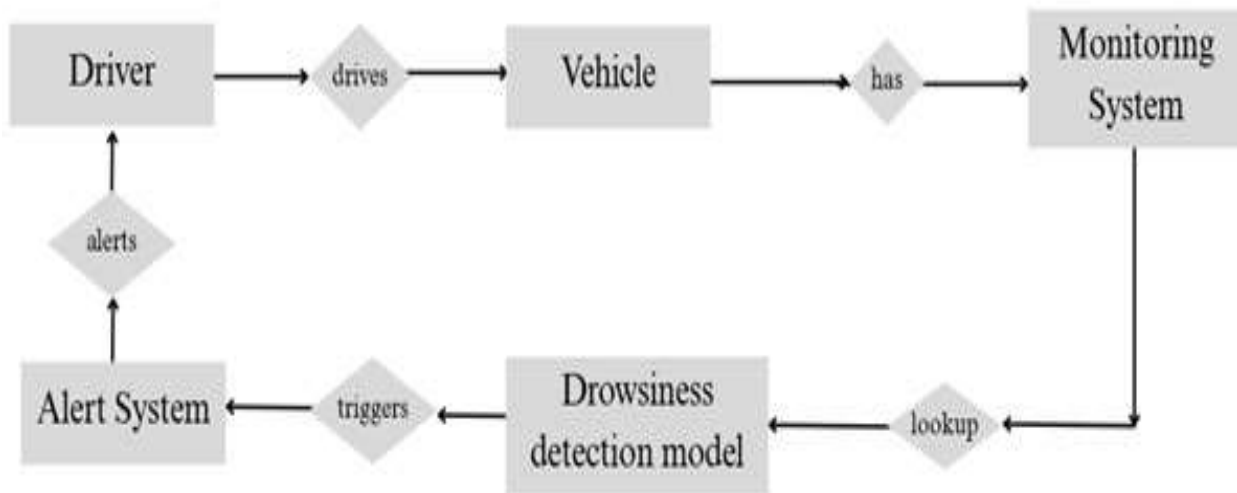 Driver
drives
Vehicle
has
Monitoring
System
alerts
Alert System
triggers
Drowsiness
detection model
lookup